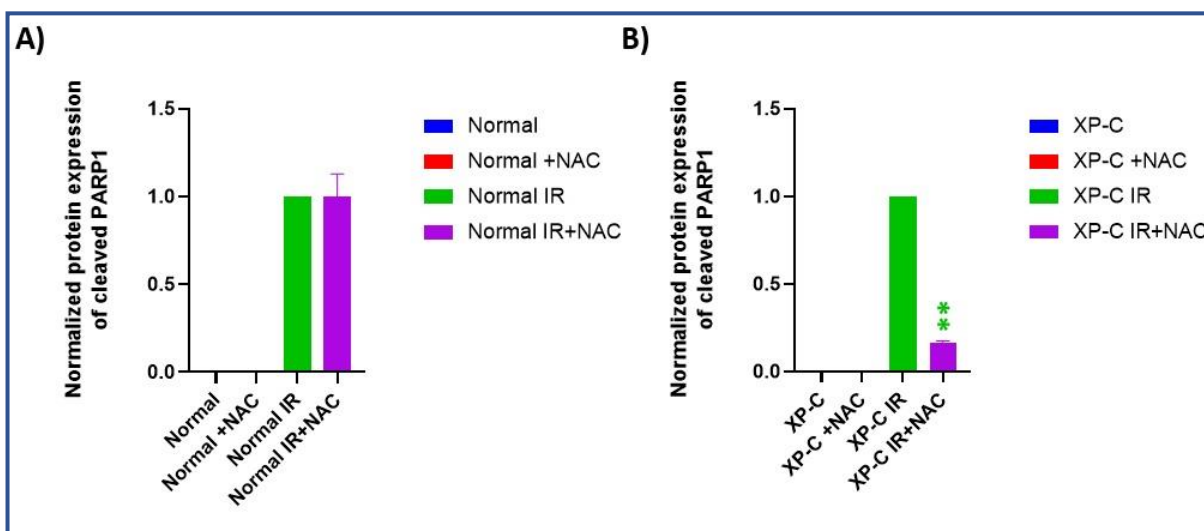 A)
Normalized protein expression
of cleaved PARP1
1.5
1.0
0.5
0.0
Normal
Normal +NAC
Normal IR
Normal IR+NAC
Normal
Normal +NAC
Normal IR
Normal IR+NAC
B)
Normalized protein expression
of cleaved PARP1
1.5
1.0
0.5
0.0
**
XP-C
XP-C +NAC
XP-C IR
XP-C IR+NAC
XP-C
XP-C +NAC
XP-C IR
XP-C IR+NAC